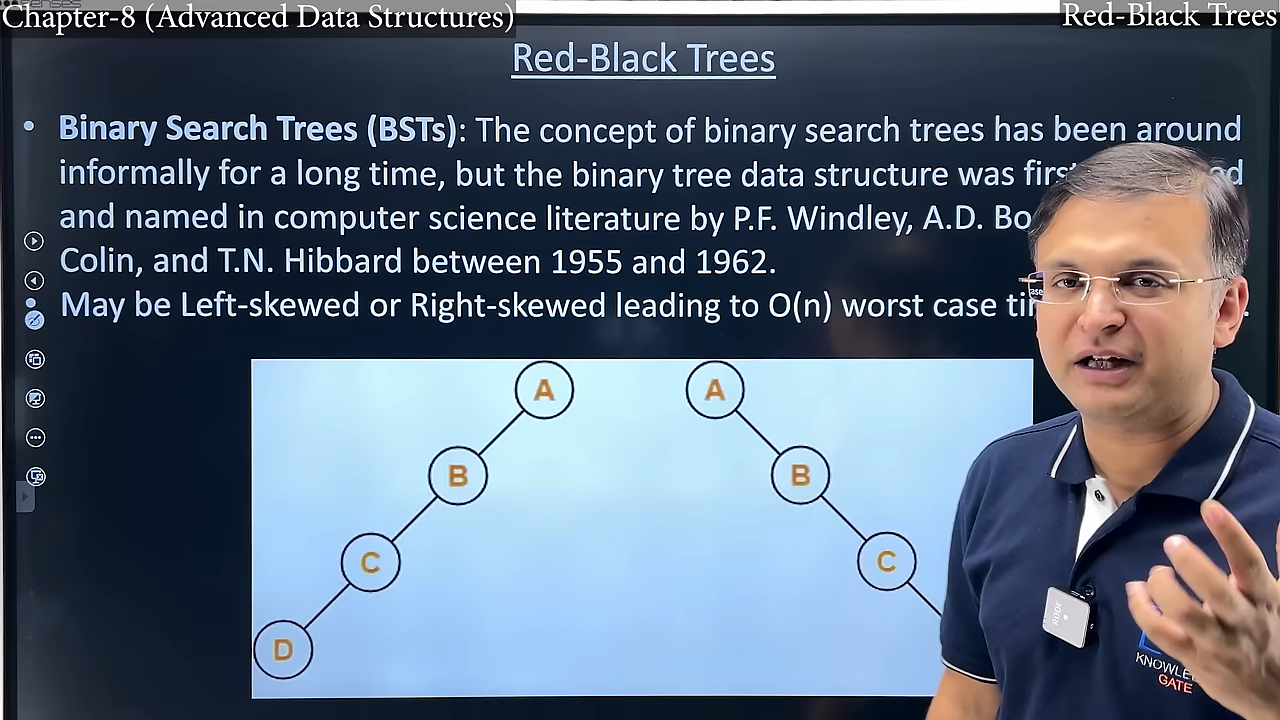 Chapter-8 (Advanced Data Structures)
Red-Black Trees
Red-Black Trees
• Binary Search Trees (BSTs): The concept of binary search trees has been around
informally for a long time, but the binary tree data structure was
and named in computer science literature by P.F. Windley, A.D.
Colin, and T.N. Hibbard between 1955 and 1962.
• May be Left-skewed or Right-skewed leading to O(n) worst case
A
A
B
B
C
C
D
RODE
GATE